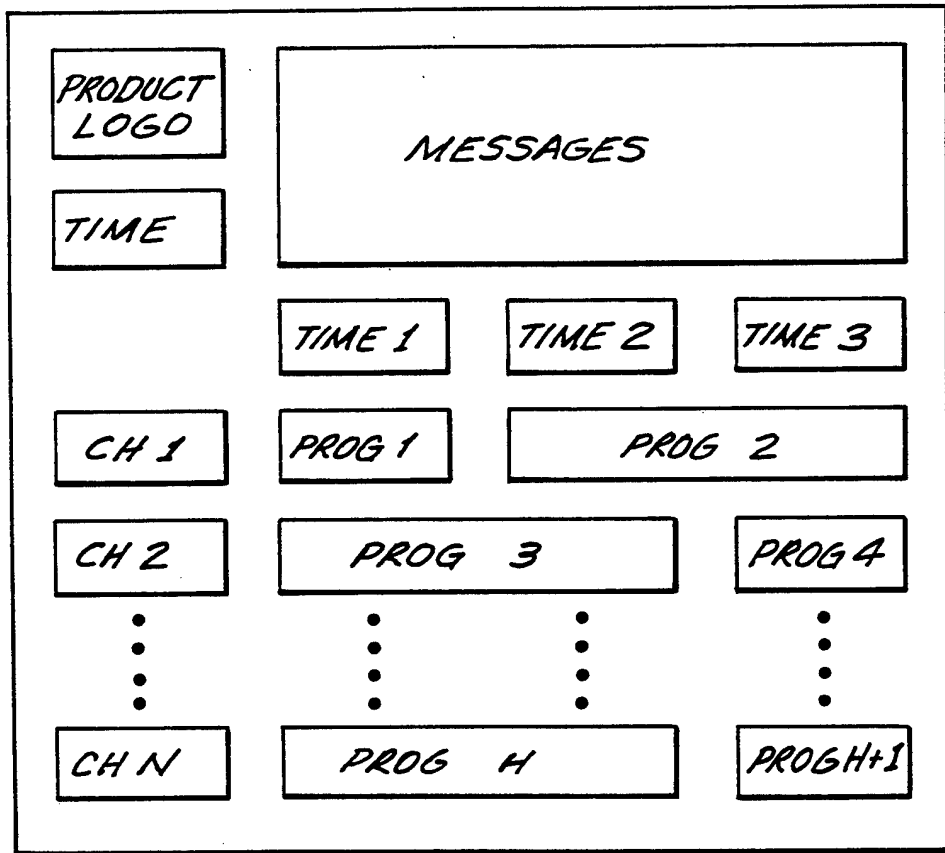 PRODUCT
LOGO
MESSAGES
TIME
TIME 1
TIME 2
TIME 3
CH 1
PROG 1
PROG 2
CH 2
PROG 3
PROG 4
CH N
PROG H
PROG H+1